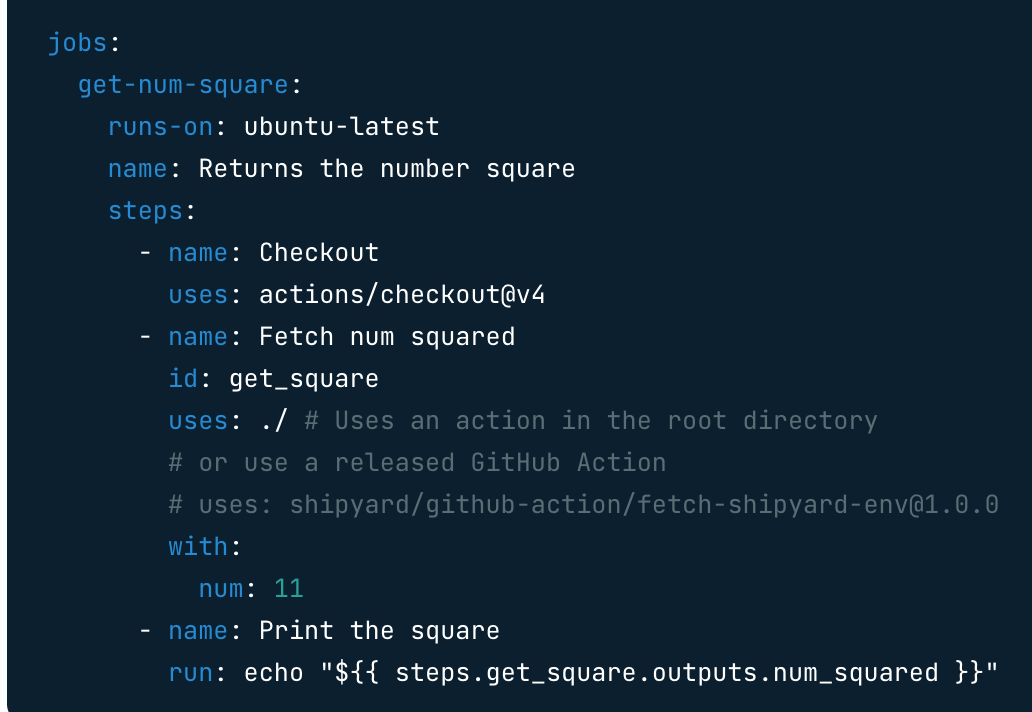 jobs:
  get-num-square:
    runs-on: ubuntu-latest
    name: Returns the number square
    steps:
      - name: Checkout
        uses: actions/checkout@v4
      - name: Fetch num squared
        id: get_square
        uses: ./ # Uses an action in the root directory
        # or use a released GitHub Action
        # uses: shipyard/github-action/fetch-shipyard-env@1.0.0
        with:
          num: 11
      - name: Print the square
        run: echo "${{ steps.get_square.outputs.num_squared }}"